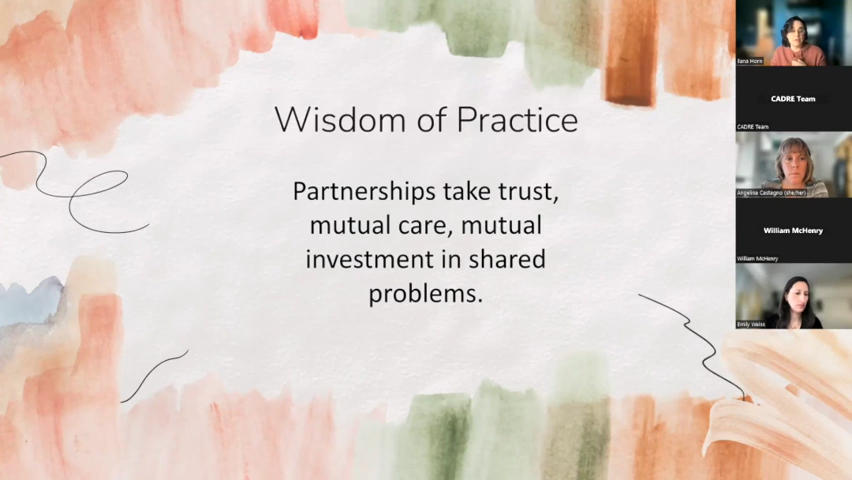 Wisdom of Practice
Partnerships take trust,
mutual care, mutual
investment in shared
problems.
Ilana Horn
CADRE Team
CADRE Team
Angelina Castagno (she/her)
William McHenry
William McHenry
Emily Weiss